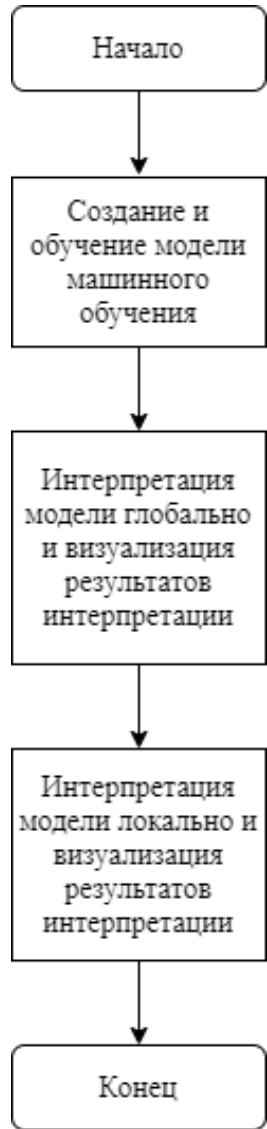 Начало
Создание и
обучение модели
машинного
обучения
Интерпретация
модели глобально
и визуализация
результатов
интерпретации
Интерпретация
модели локально и
визуализация
результатов
интерпретации
Конец